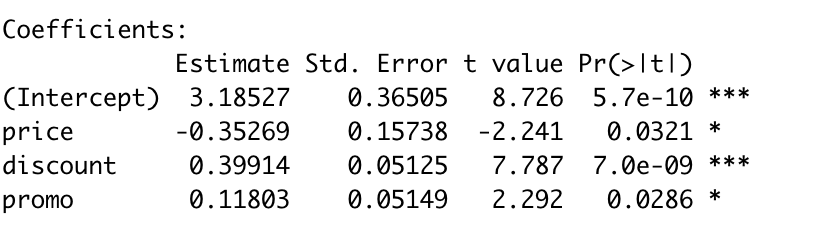 Coefficients:
Estimate Std. Error t value Pr(>|t|)
(Intercept) 3.18527 0.36505 8.726 5.7e-10 ***
price -0.35269 0.15738 -2.241 0.0321 *
discount 0.39914 0.05125 7.787 7.0e-09 ***
promo 0.11803 0.05149 2.292 0.0286 *